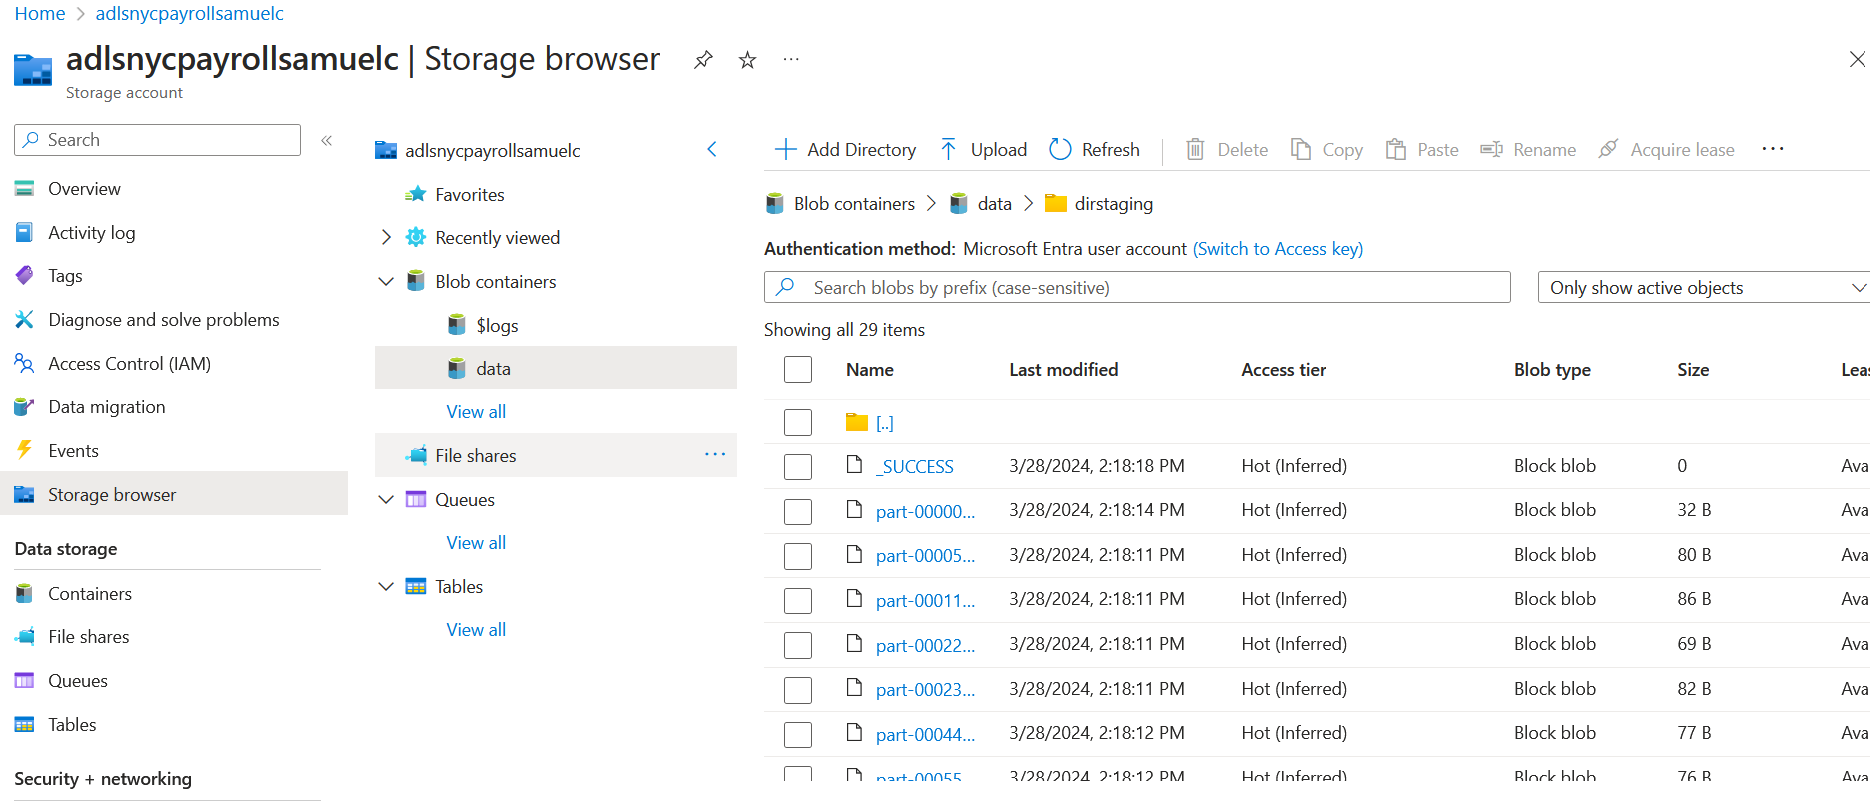 Home > adlsnycpayrollsamuelc
adlsnycpayrollsamuelc | Storage browser
Storage account
Search
Overview
Activity log
Tags
Diagnose and solve problems
Access Control (IAM)
Data migration
Events
Storage browser
Data storage
Containers
File shares
Queues
Tables
Security + networking
adlsnycpayrollsamuelc
Favorites
Recently viewed
Blob containers
$logs
data
View all
File shares
Queues
View all
Tables
View all
Add Directory Upload Refresh Delete Copy Paste Rename Acquire lease
Blob containers > data > dirstaging
Authentication method: Microsoft Entra user account (Switch to Access key)
Search blobs by prefix (case-sensitive)
Only show active objects
Showing all 29 items
Name Last modified Access tier Blob type Size Leas
[..]
_SUCCESS 3/28/2024, 2:18:18 PM Hot (Inferred) Block blob 0 Ava
part-00000... 3/28/2024, 2:18:14 PM Hot (Inferred) Block blob 32 B Ava
part-00005... 3/28/2024, 2:18:11 PM Hot (Inferred) Block blob 80 B Ava
part-00011... 3/28/2024, 2:18:11 PM Hot (Inferred) Block blob 86 B Ava
part-00022... 3/28/2024, 2:18:11 PM Hot (Inferred) Block blob 69 B Ava
part-00023... 3/28/2024, 2:18:11 PM Hot (Inferred) Block blob 82 B Ava
part-00044... 3/28/2024, 2:18:12 PM Hot (Inferred) Block blob 77 B Ava
part-00055 3/28/2024, 2:18:12 PM Hot (Inferred) Block blob 76 B Ava